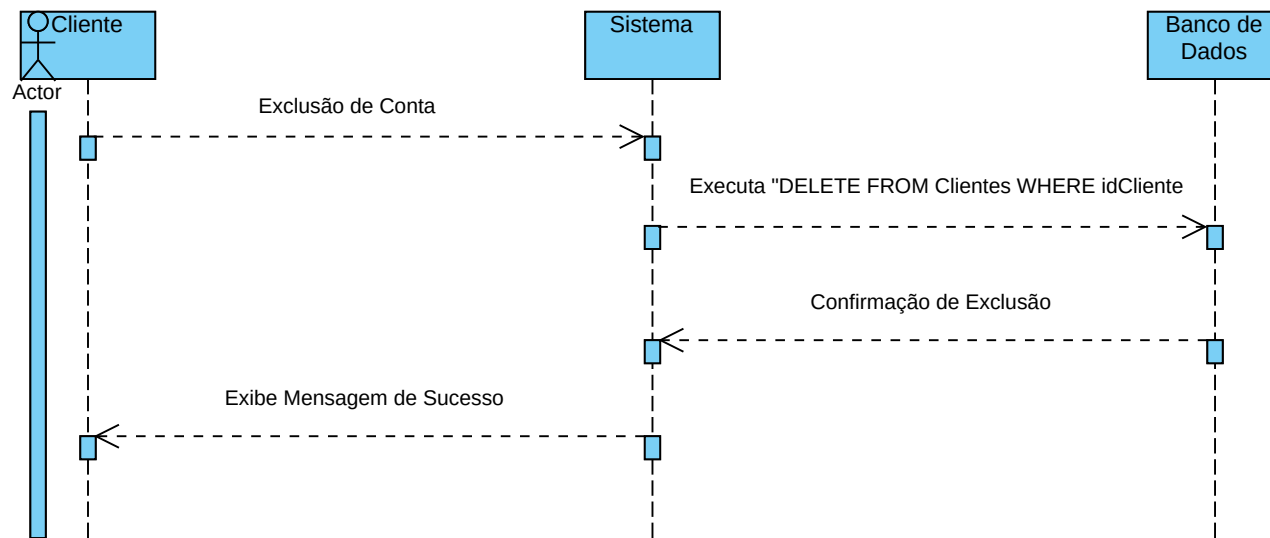 Cliente
Sistema
Banco de
Dados
Actor
Exclusão de Conta
Executa "DELETE FROM Clientes WHERE idCliente
Confirmação de Exclusão
Exibe Mensagem de Sucesso